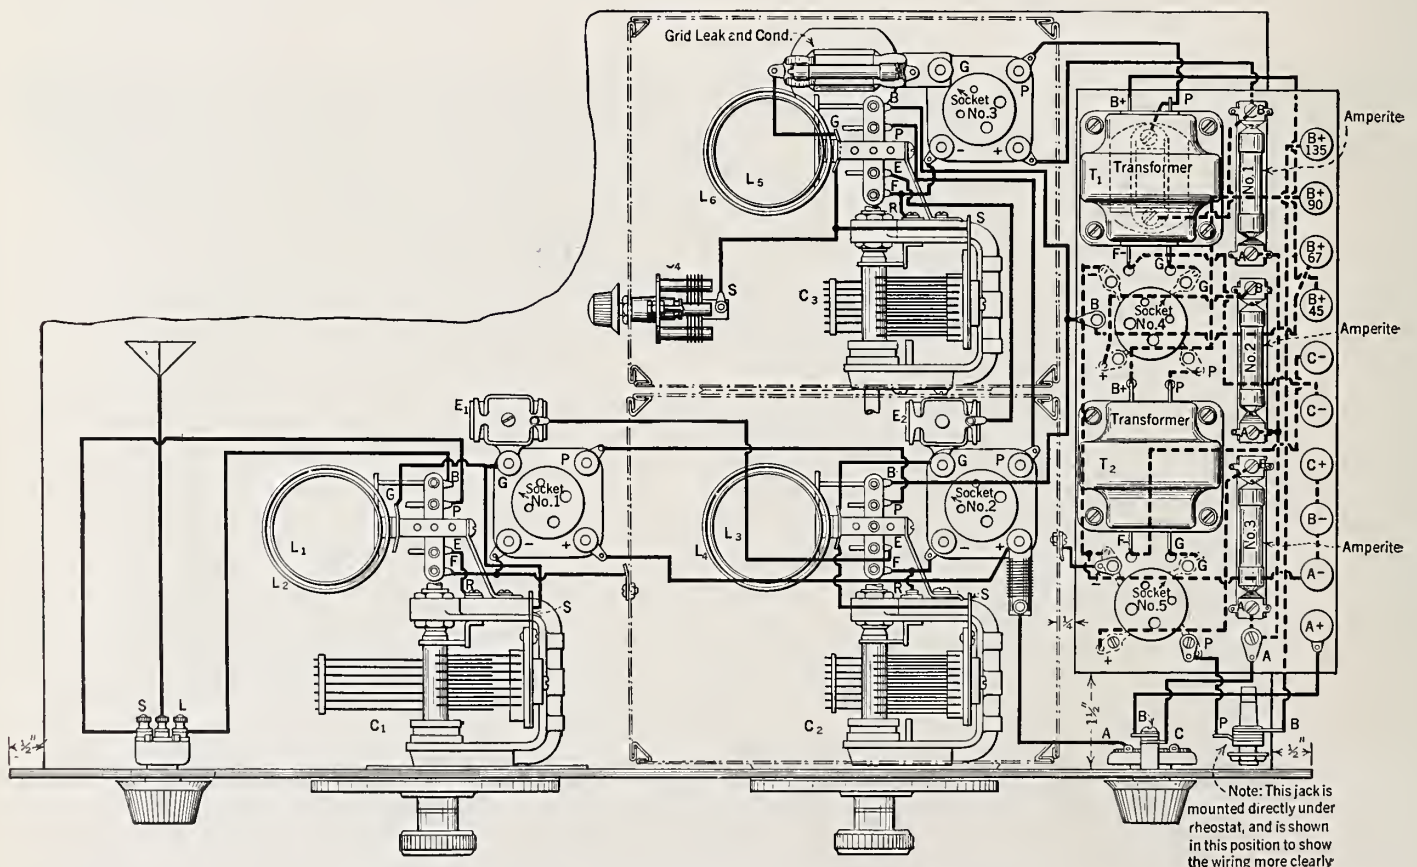 Grid Leak and Cond.
G
P
Socket
No.3
-
+
B
G
P
E
F
R
S
L5
L6
C3
S
B+
P
T1
Transformer
F-
G
Amperite
B
No.1
A
B+
135
B+
90
B+
67
B+
45
C-
C-
C+
B-
A-
A+
B
G
Socket
No.4
+
P
Amperite
B
No.2
A
B+
P
Transformer
T2
F-
G
Amperite
B
No.3
A
-
G
Socket
No.5
+
P
A
E1
G
P
Socket
No.1
-
+
G
B
P
E
F
R
S
L1
L2
C1
E2
G
P
Socket
No.2
-
+
B
P
E
F
R
S
L3
L4
C2
S
L
½"
¼
1½"
A
B
C
P
B
½"
Note: This jack is
mounted directly under
rheostat, and is shown
in this position to show
the wiring more clearly